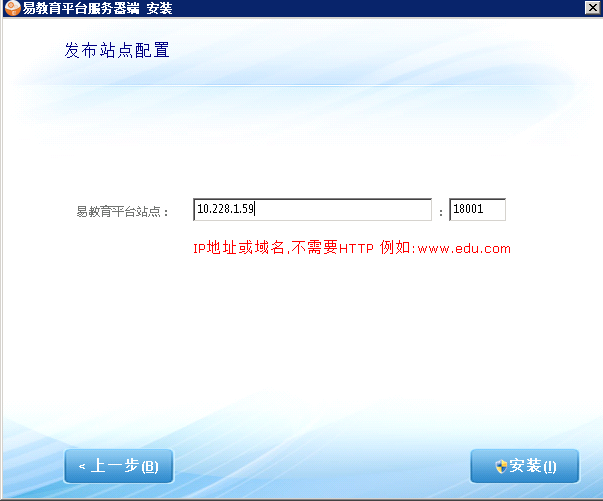 易教育平台服务器端 安装
发布站点配置
易教育平台站点： 10.228.1.59 : 18001
IP地址或域名,不需要HTTP 例如:www.edu.com
< 上一步(B) 安装(I)